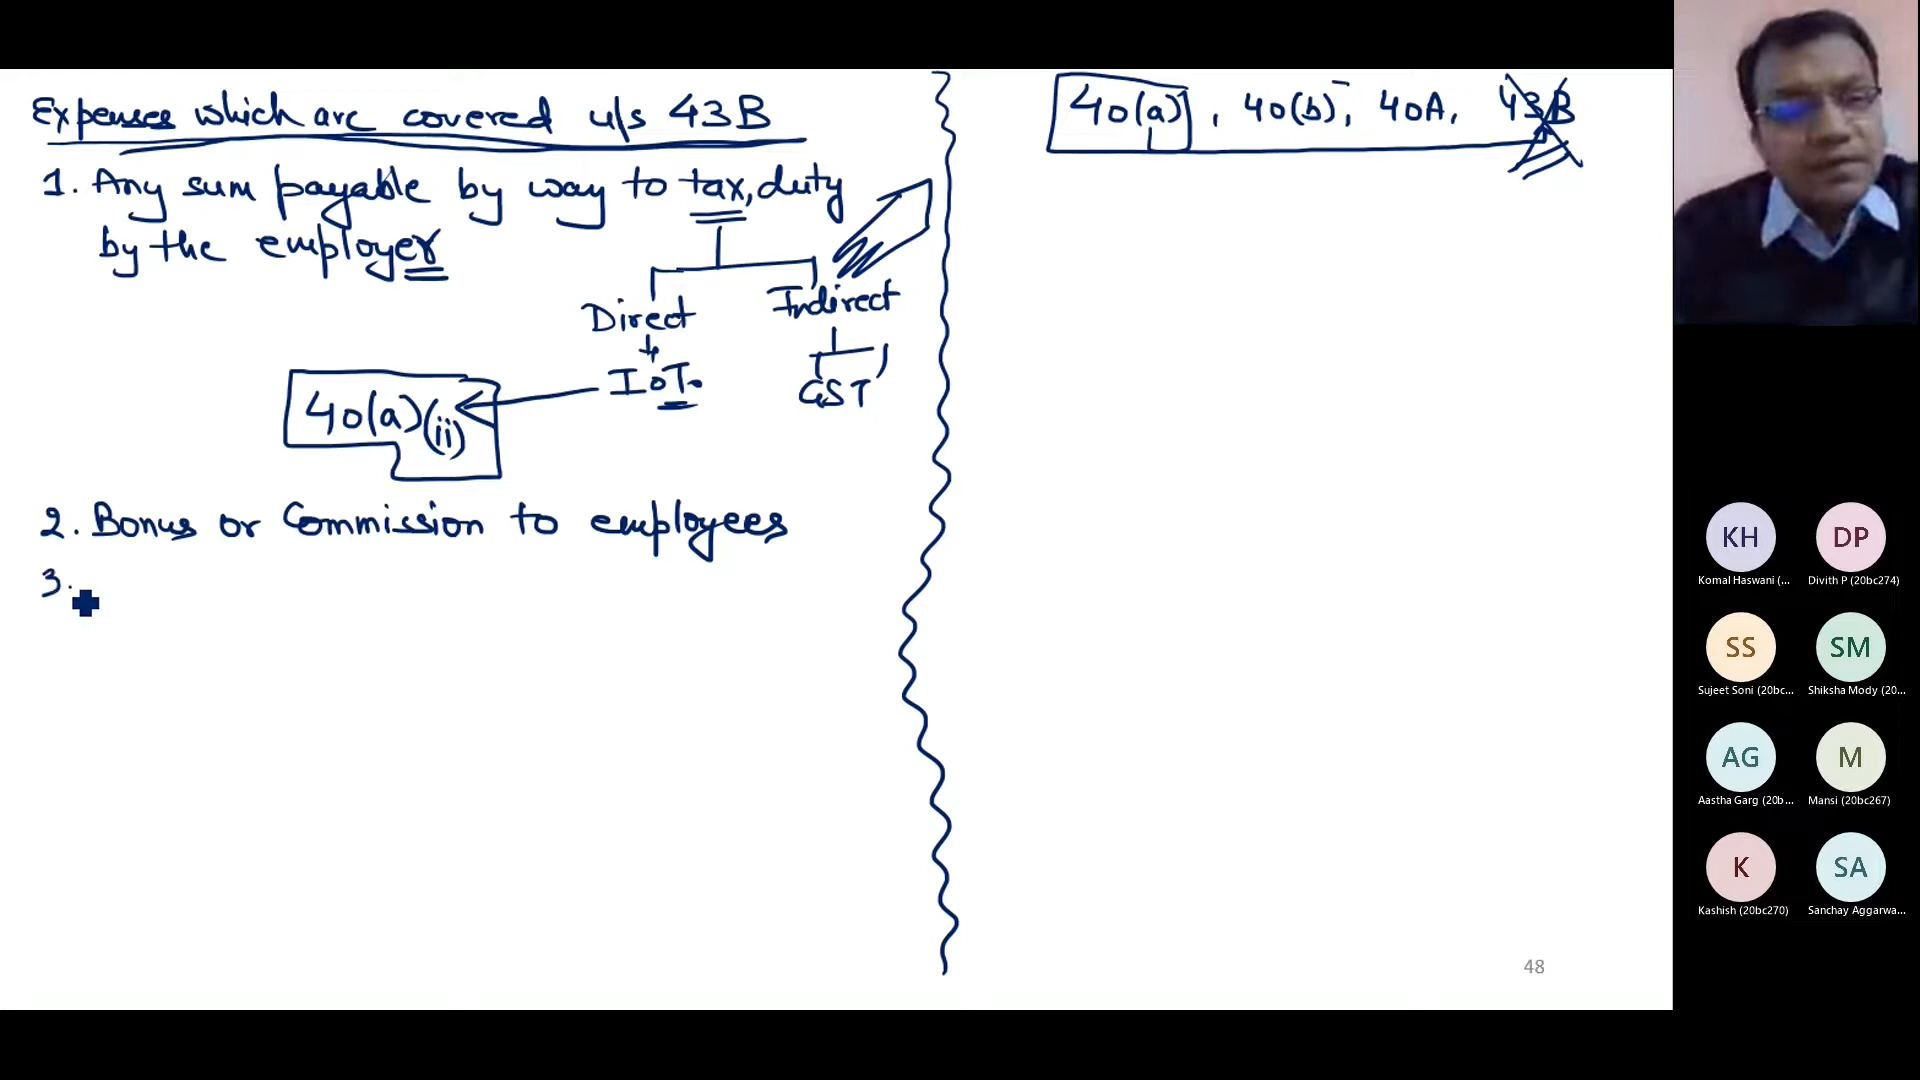 Expenses which are covered u/s 43B
1. Any sum payable by way to tax, duty
by the employer
Direct
Indirect
I.T.
GST
40(a)(ii)
2. Bonus or Commission to employees
3.
40(a), 40(b), 40A, 43B
48
KH
DP
Komal Haswani (...
Divith P (20bc274)
SS
SM
Sujeet Soni (20bc...
Shiksha Mody (20...
AG
M
Aastha Garg (20b...
Mansi (20bc267)
K
SA
Kashish (20bc270)
Sanchay Aggarwa...